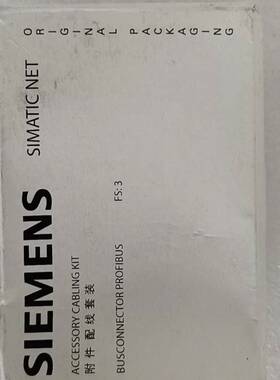 ORIGINAL PACKAGING
SIEMENS SIMATIC NET
ACCESSORY CABLING KIT
附件 配线套装
BUSCONNECTOR PROFIBUS FS: 3